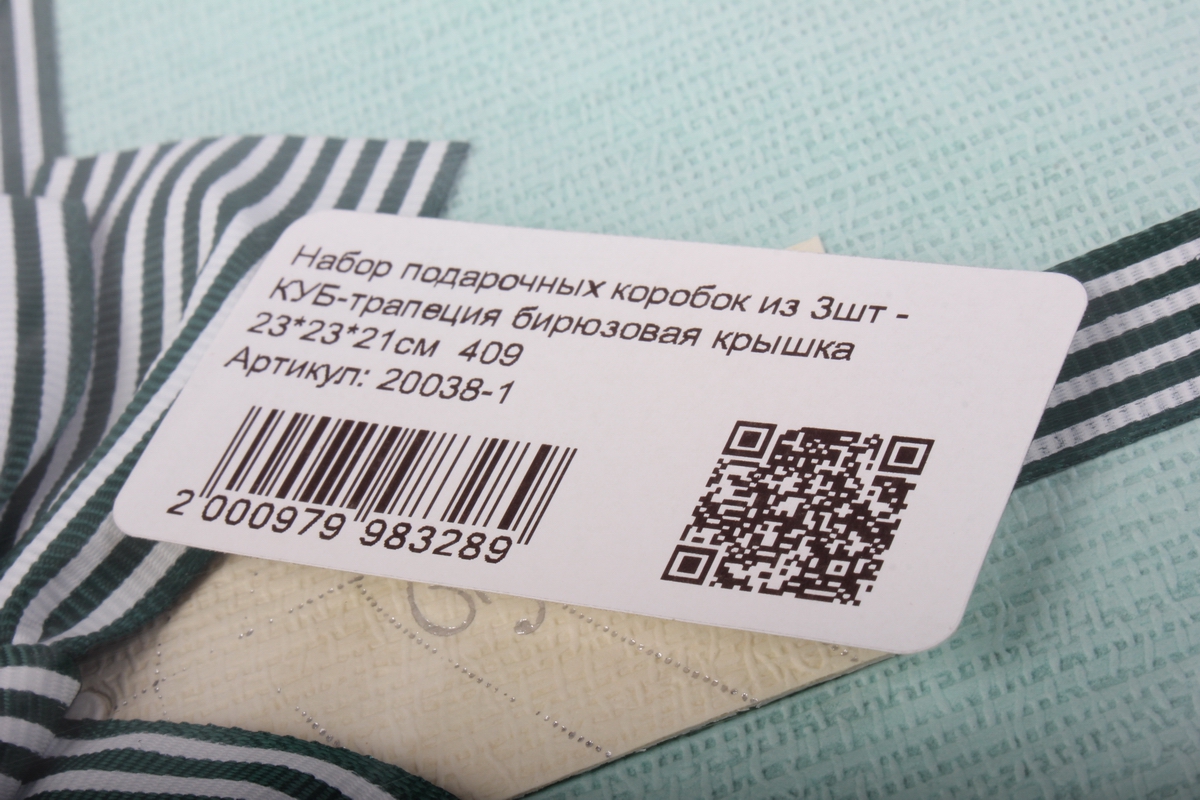 Набор подарочных коробок из 3шт -
КУБ-трапеция бирюзовая крышка
23*23*21см 409
Артикул: 20038-1
2 000979 983289